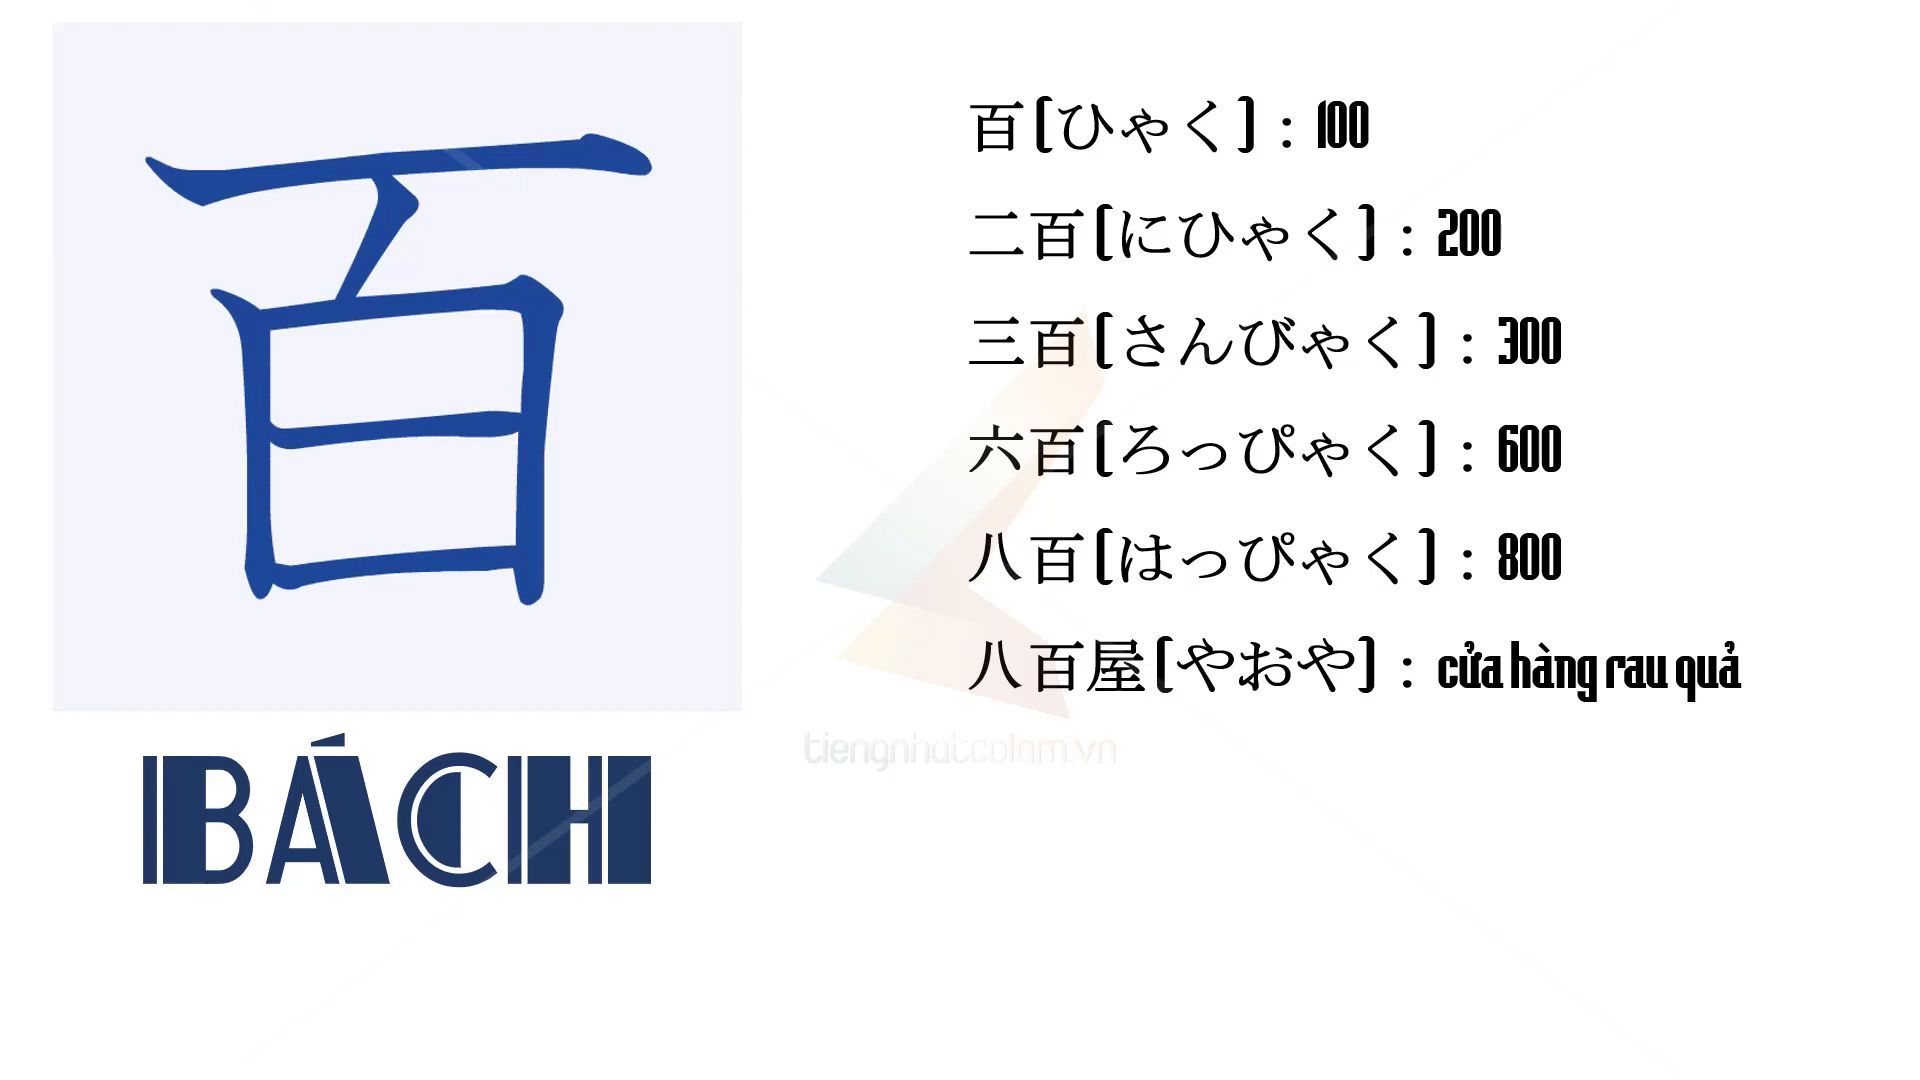 百
BÁCH
百(ひゃく) : 100
二百(にひゃく) : 200
三百(さんびゃく) : 300
六百(ろっぴゃく) : 600
八百(はっぴゃく) : 800
八百屋(やおや) : cửa hàng rau quả
tiengnhatcolam.vn